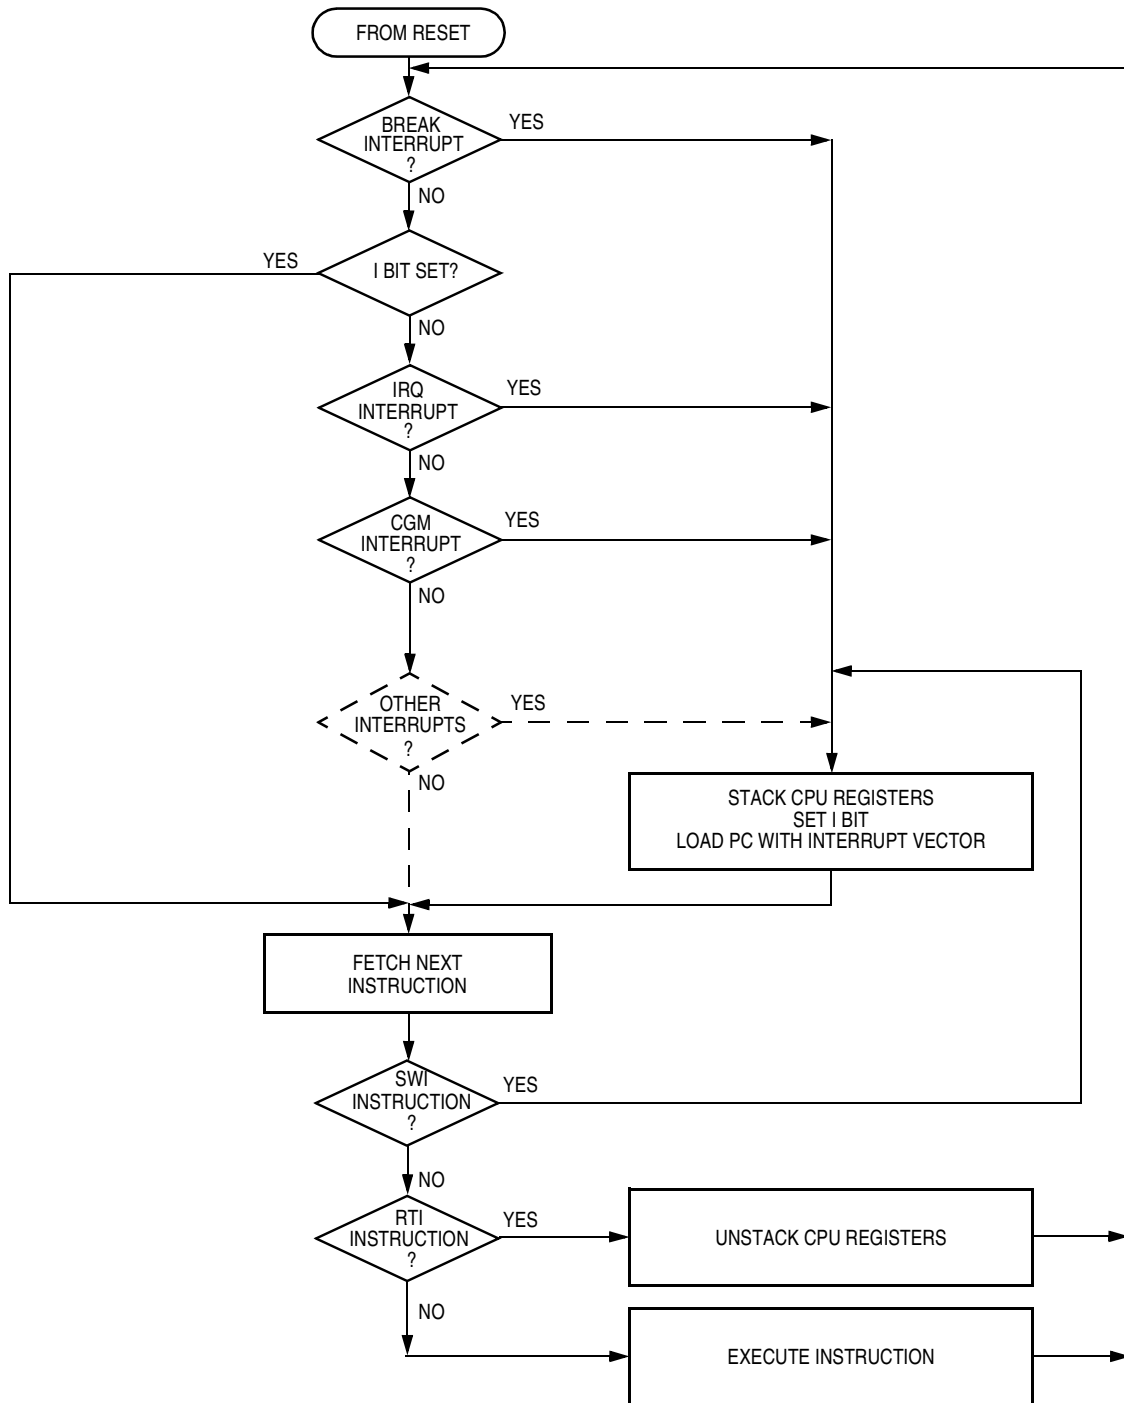 FROM RESET
BREAK
INTERRUPT
?
YES
NO
YES
I BIT SET?
NO
IRQ
INTERRUPT
?
YES
NO
CGM
INTERRUPT
?
YES
NO
OTHER
INTERRUPTS
?
YES
NO
STACK CPU REGISTERS
SET I BIT
LOAD PC WITH INTERRUPT VECTOR
FETCH NEXT
INSTRUCTION
SWI
INSTRUCTION
?
YES
NO
RTI
INSTRUCTION
?
YES
UNSTACK CPU REGISTERS
NO
EXECUTE INSTRUCTION